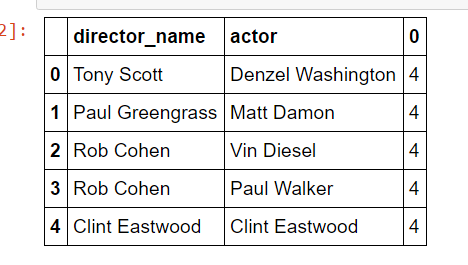 2]:
director_name actor 0
0 Tony Scott Denzel Washington 4
1 Paul Greengrass Matt Damon 4
2 Rob Cohen Vin Diesel 4
3 Rob Cohen Paul Walker 4
4 Clint Eastwood Clint Eastwood 4